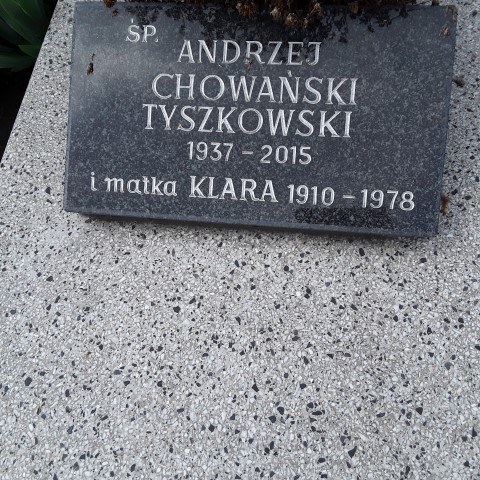 ŚP.
ANDRZEJ
CHOWAŃSKI
TYSZKOWSKI
1937 - 2015
i matka KLARA 1910 - 1978